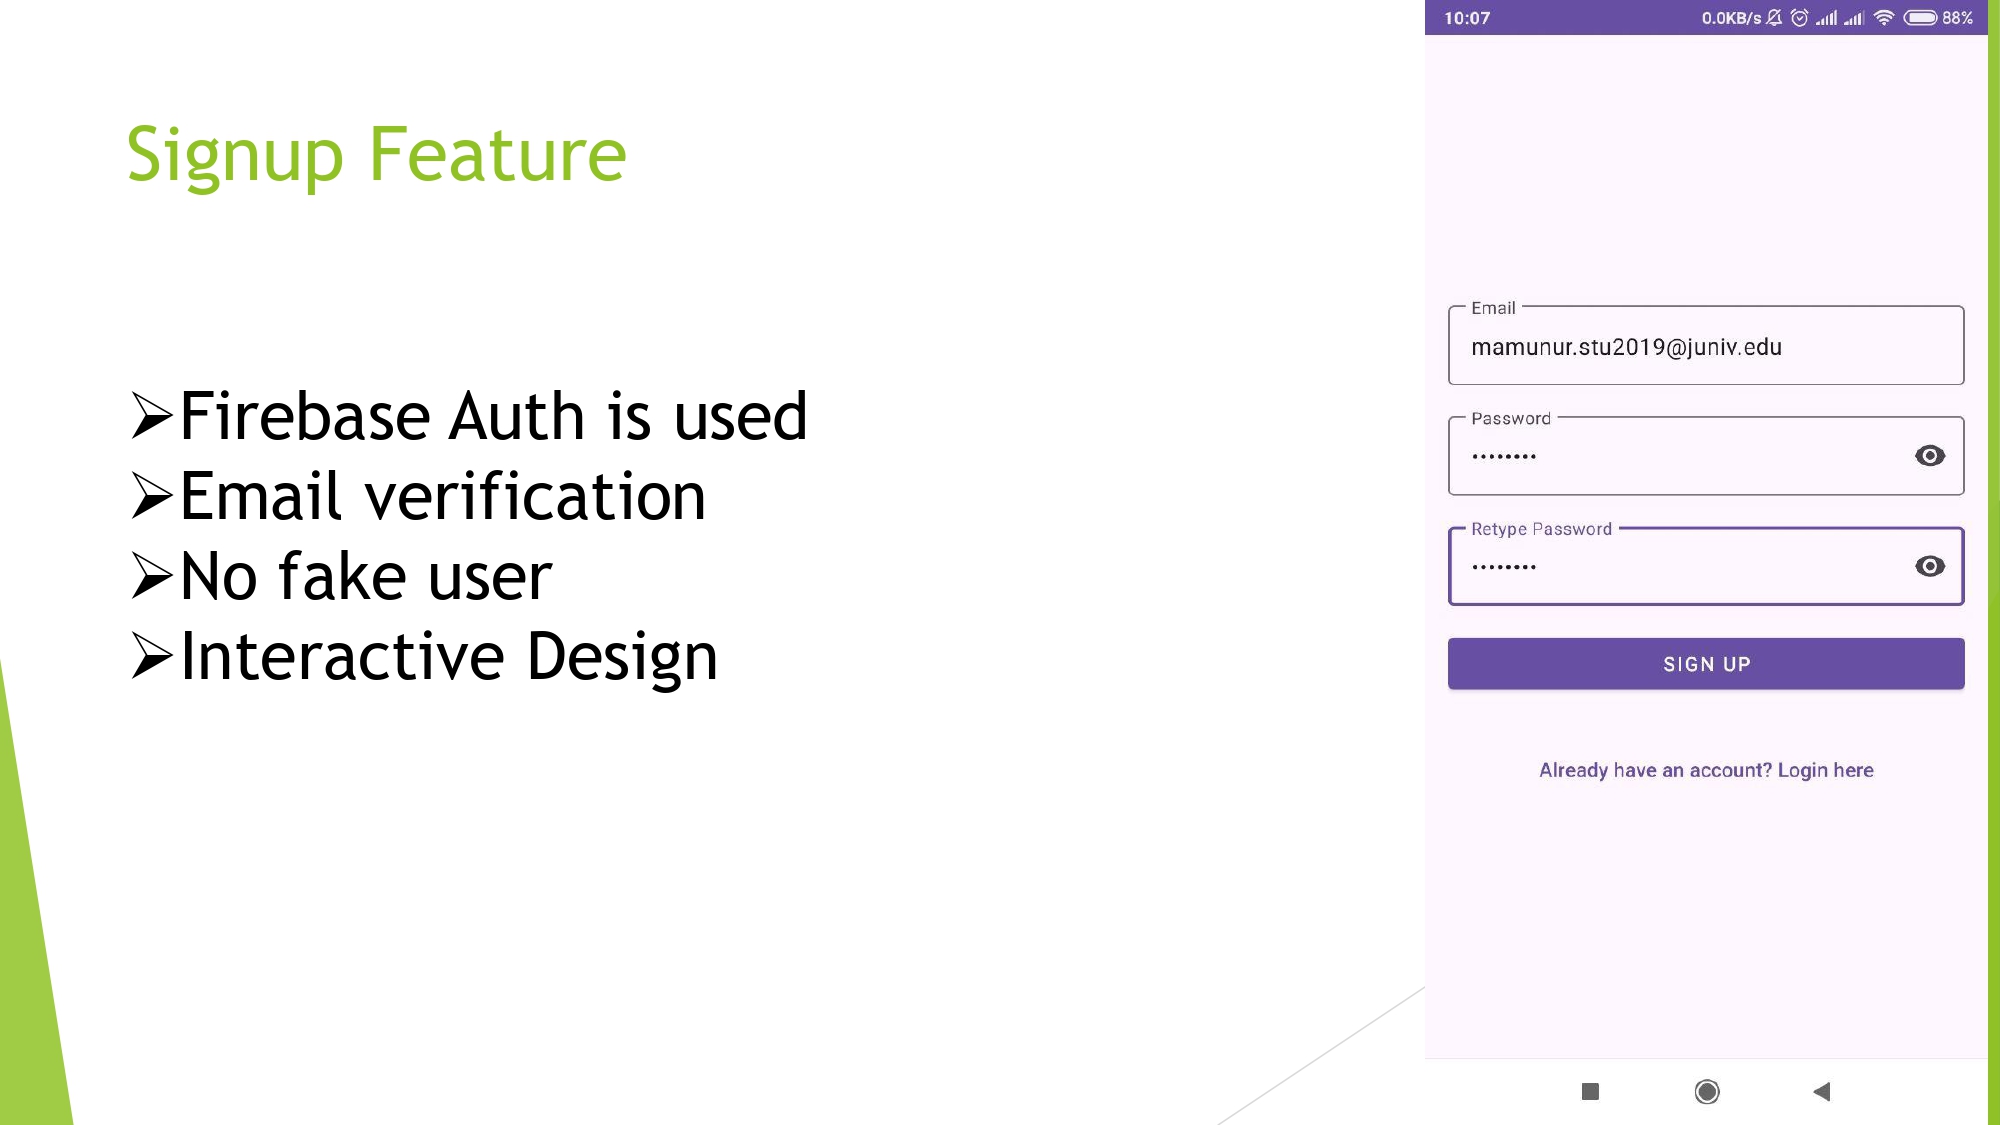 Signup Feature
➢Firebase Auth is used
➢Email verification
➢No fake user
➢Interactive Design
10:07 0.0KB/s 88%
Email
mamunur.stu2019@juniv.edu
Password
••••••••
Retype Password
••••••••
SIGN UP
Already have an account? Login here